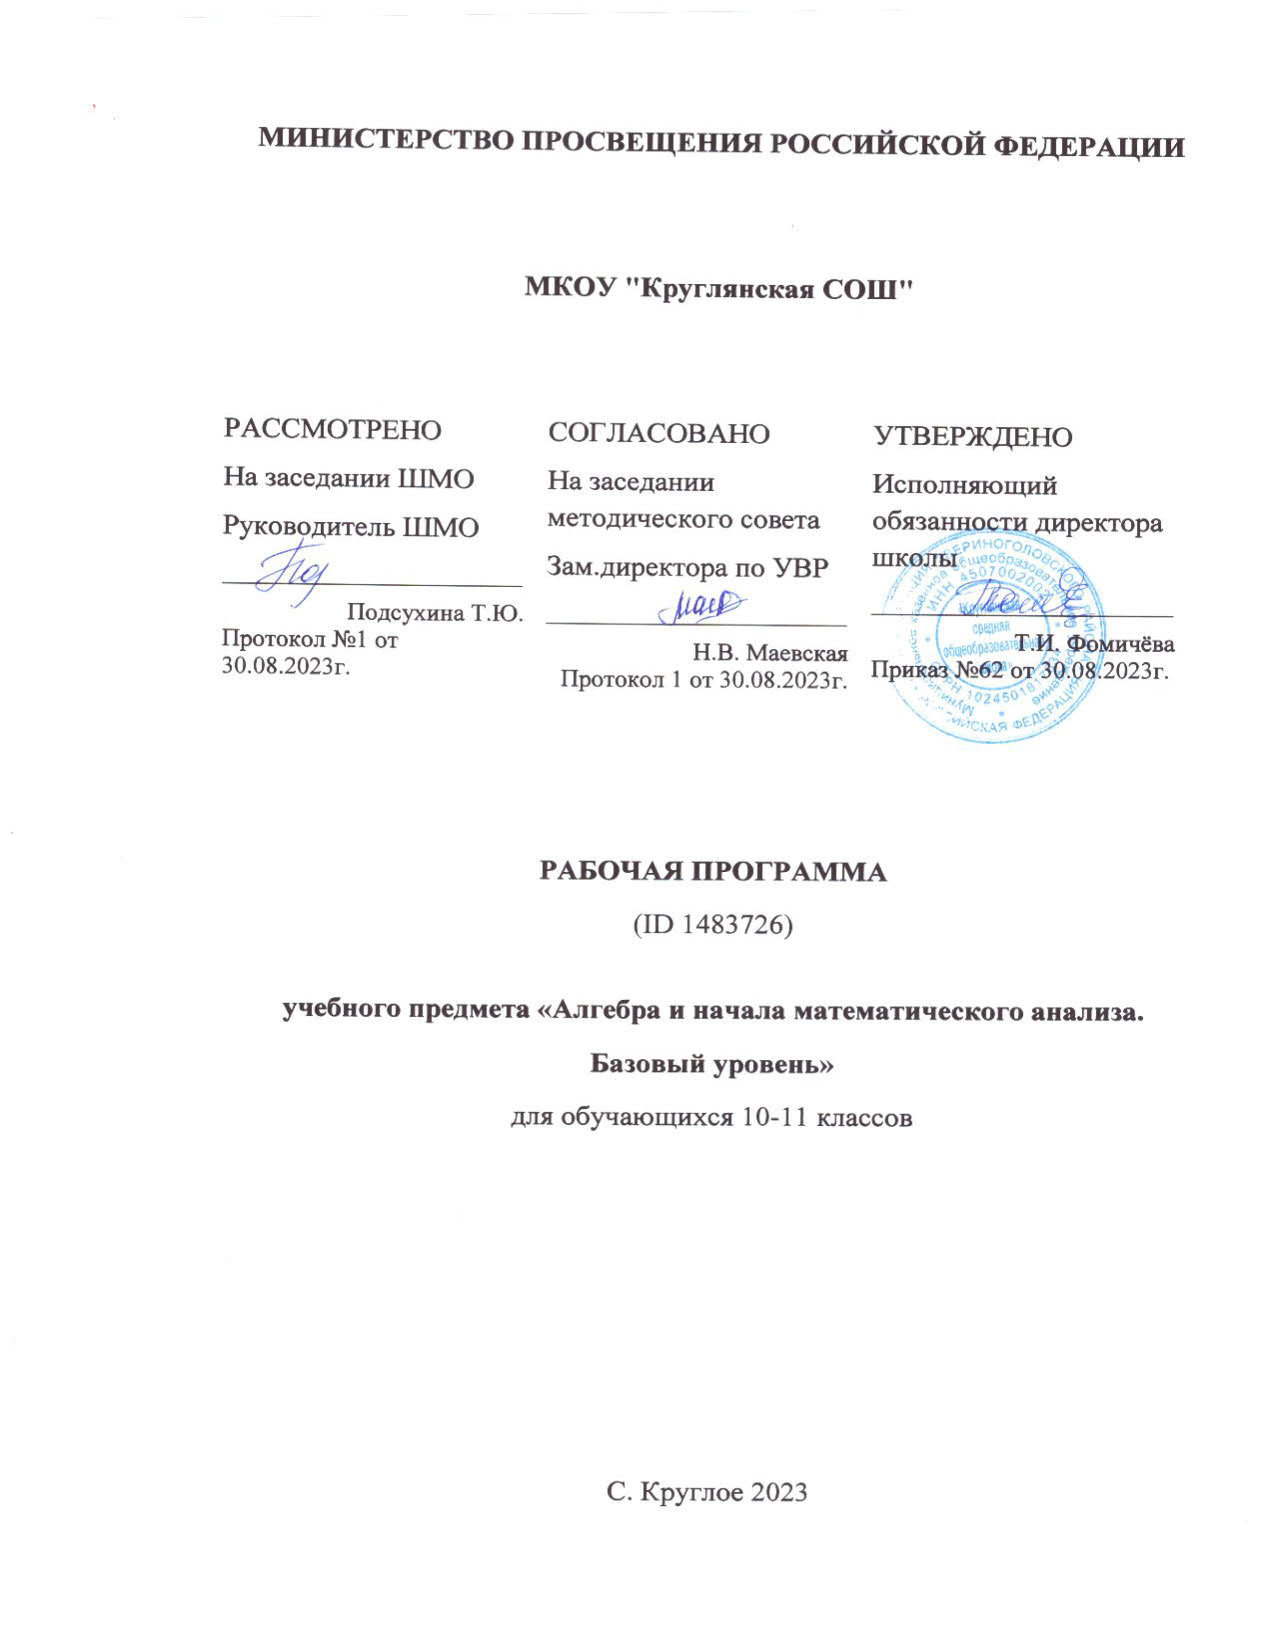 МИНИСТЕРСТВО ПРОСВЕЩЕНИЯ РОССИЙСКОЙ ФЕДЕРАЦИИ
МКОУ "Круглянская СОШ"
РАССМОТРЕНО
На заседании ШМО
Руководитель ШМО
Подсухина Т.Ю.
Протокол №1 от
30.08.2023г.
СОГЛАСОВАНО
На заседании
методического совета
Зам.директора по УВР
Н.В. Маевская
Протокол 1 от 30.08.2023г.
УТВЕРЖДЕНО
Исполняющий
обязанности директора
школы
Т.И. Фомичёва
Приказ №62 от 30.08.2023г.
средняя
общеобразовательная
РАБОЧАЯ ПРОГРАММА
(ID 1483726)
учебного предмета «Алгебра и начала математического анализа.
Базовый уровень»
для обучающихся 10-11 классов
С. Круглое 2023